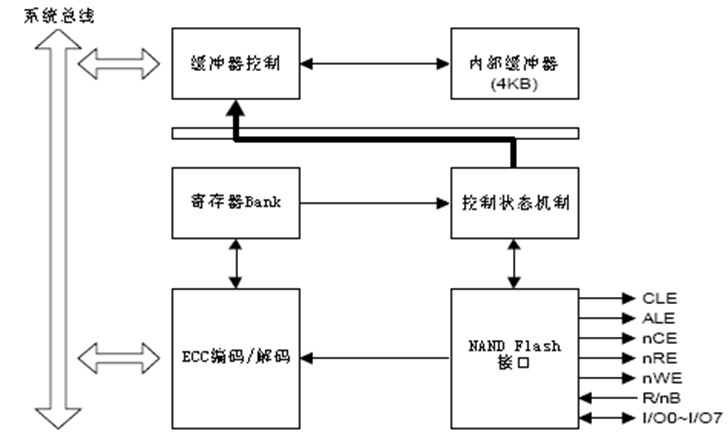 系统总线
缓冲器控制
内部缓冲器
(4KB)
寄存器Bank
控制状态机制
ECC编码/解码
NAND Flash
接口
CLE
ALE
nCE
nRE
nWE
R/nB
I/O0~I/O7